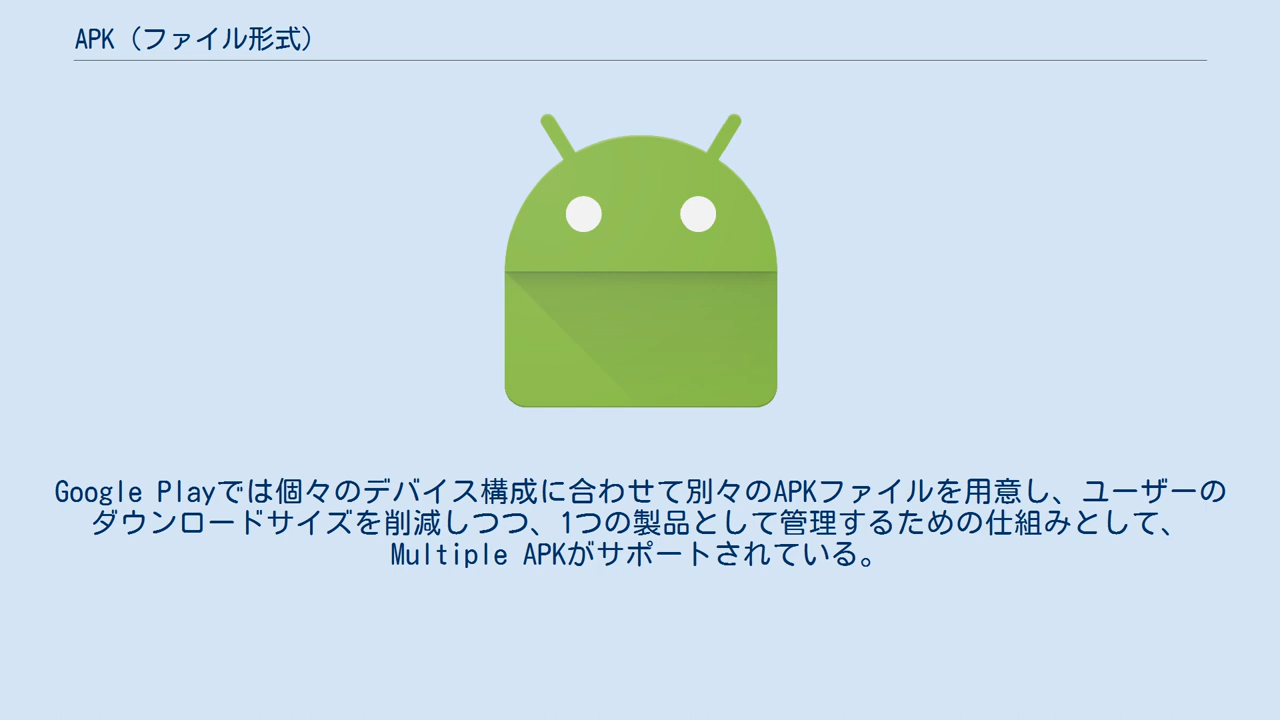 APK（ファイル形式）
Google Playでは個々のデバイス構成に合わせて別々のAPKファイルを用意し、ユーザーの
ダウンロードサイズを削減しつつ、1つの製品として管理するための仕組みとして、
Multiple APKがサポートされている。